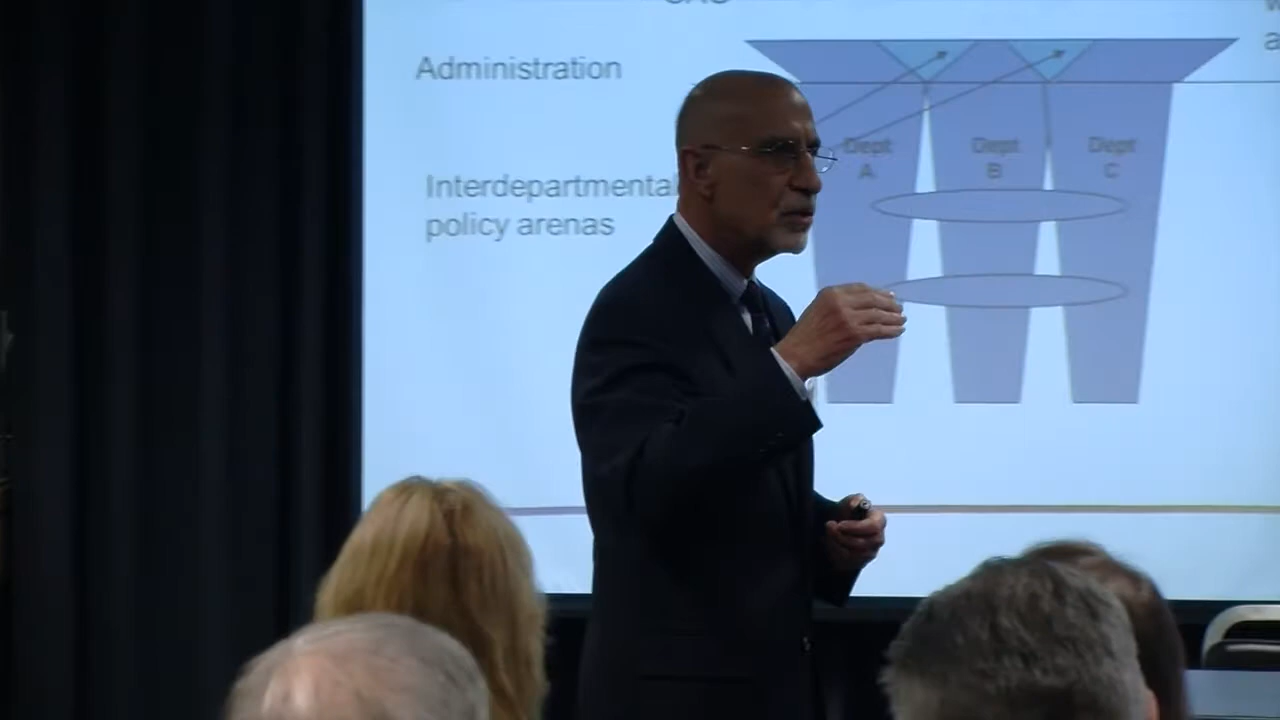 Administration
Dept
A
Dept
B
Dept
C
Interdepartmental
policy arenas